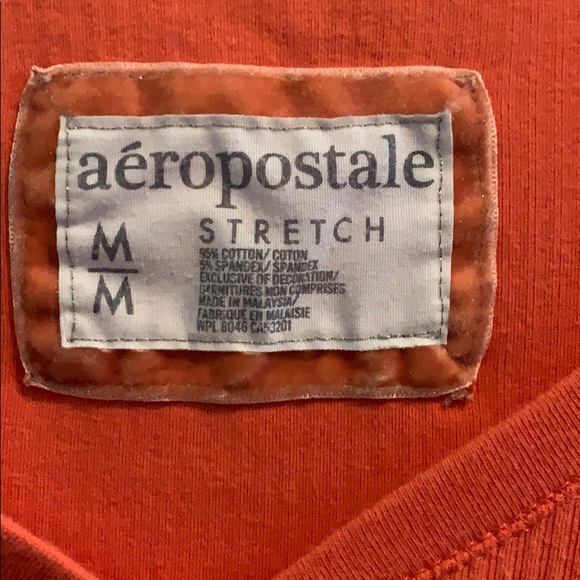 aéropostale
STRETCH
M
M
95% COTTON/ COTON
5% SPANDEX/ SPANDEX
EXCLUSIVE OF DECORATION/
GARNITURES NON COMPRISES
MADE IN MALAYSIA/
FABRIQUE EN MALAISIE
WPL 8046 CA53201